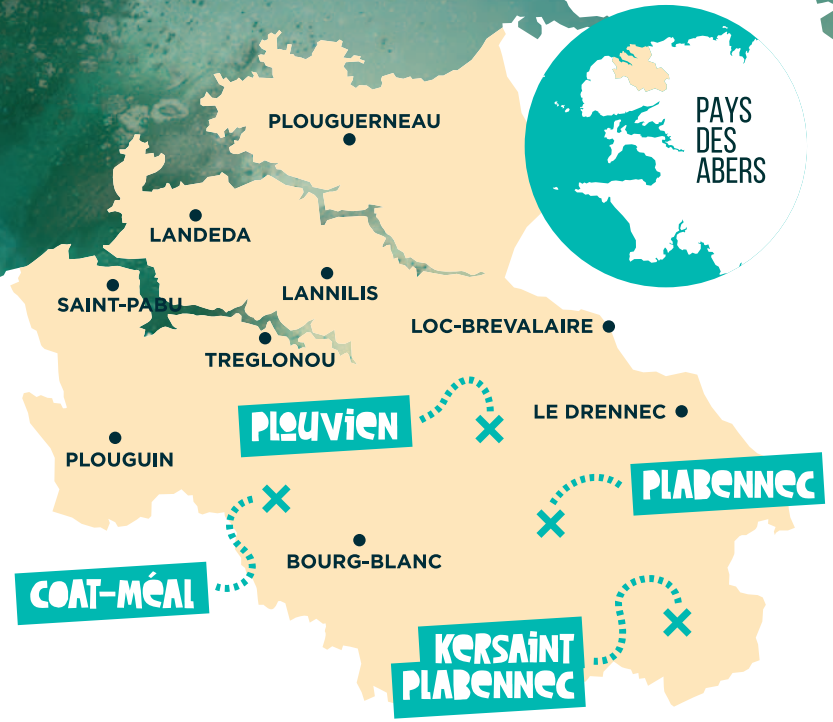 PLOUGUERNEAU
PAYS
DES
ABERS
LANDEDA
LANNILIS
SAINT-PABU
LOC-BREVALAIRE
TREGLONOU
PLOUViEN
LE DRENNEC
PLOUGUIN
PLABENNEC
BOURG-BLANC
COAT-MÉAL
KERSAiNT
PLABENNEC